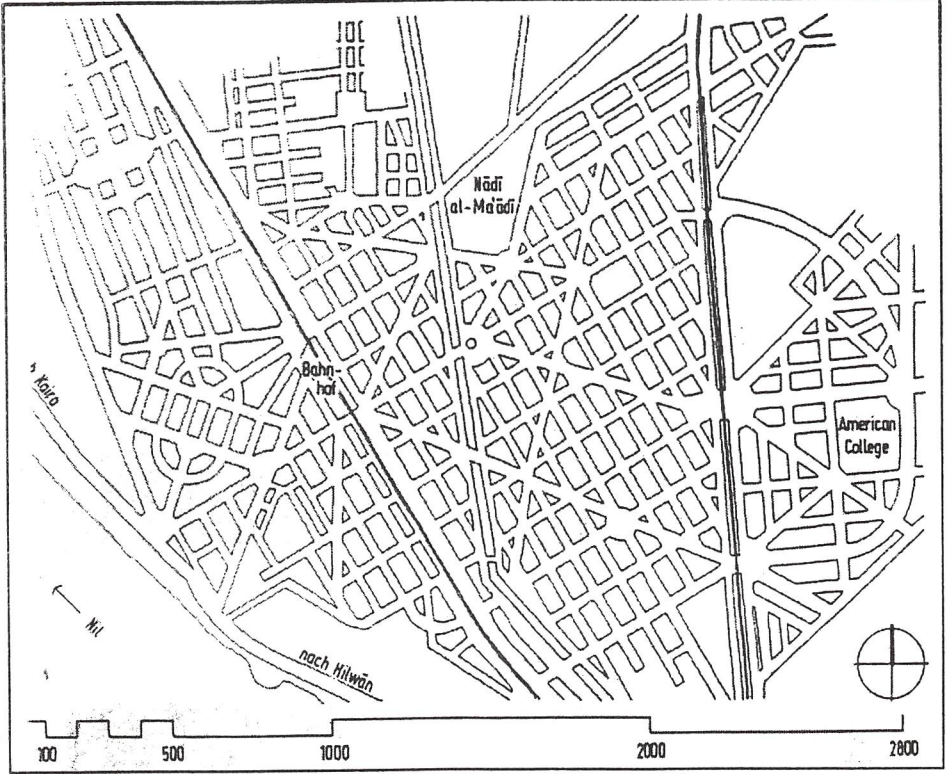 Nādī
al-Ma'ādī
Bahn-
hof
Kairo
American
College
Nil
nach Hilwān
100
500
1000
2000
2800